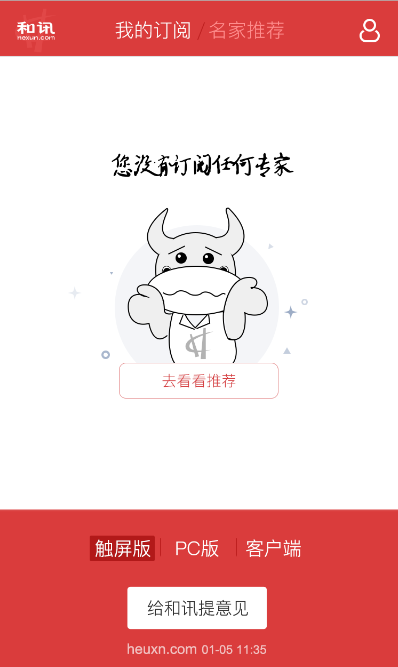 和讯
hexun.com
我的订阅 / 名家推荐
您没有订阅任何专家
去看看推荐
触屏版 | PC版 | 客户端
给和讯提意见
heuxn.com 01-05 11:35